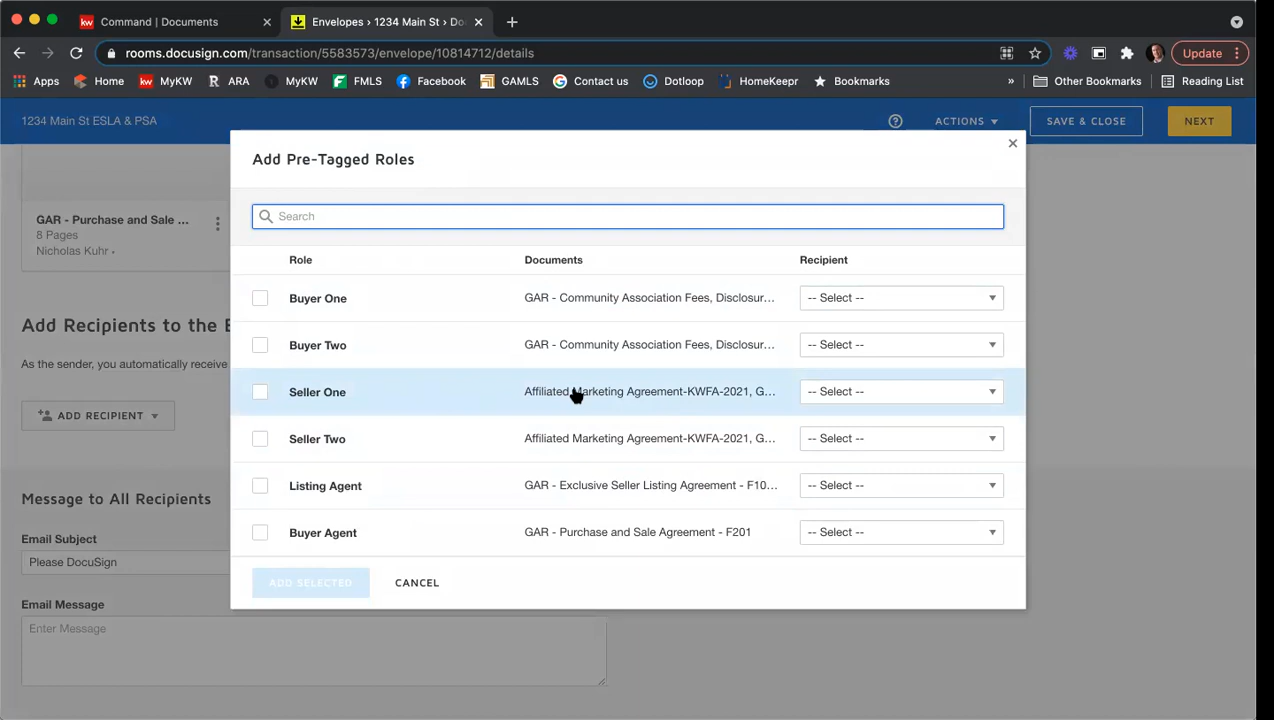 Command | Documents
Envelopes › 1234 Main St › Do
rooms.docusign.com/transaction/5583573/envelope/10814712/details
Update
Apps
Home
kw MyKW
R ARA
MyKW
FMLS
Facebook
GAMLS
Contact us
Dotloop
HomeKeepr
Bookmarks
»
Other Bookmarks
Reading List
1234 Main St ESLA & PSA
ACTIONS
SAVE & CLOSE
NEXT
Add Pre-Tagged Roles
Search
GAR - Purchase and Sale ...
8 Pages
Nicholas Kuhr •
Role
Documents
Recipient
Buyer One
GAR - Community Association Fees, Disclosur...
-- Select --
Buyer Two
GAR - Community Association Fees, Disclosur...
-- Select --
Seller One
Affiliated Marketing Agreement-KWFA-2021, G...
-- Select --
Seller Two
Affiliated Marketing Agreement-KWFA-2021, G...
-- Select --
Listing Agent
GAR - Exclusive Seller Listing Agreement - F10...
-- Select --
Buyer Agent
GAR - Purchase and Sale Agreement - F201
-- Select --
ADD SELECTED
CANCEL
Add Recipients to the E
As the sender, you automatically receive
ADD RECIPIENT
Message to All Recipients
Email Subject
Please DocuSign
Email Message
Enter Message